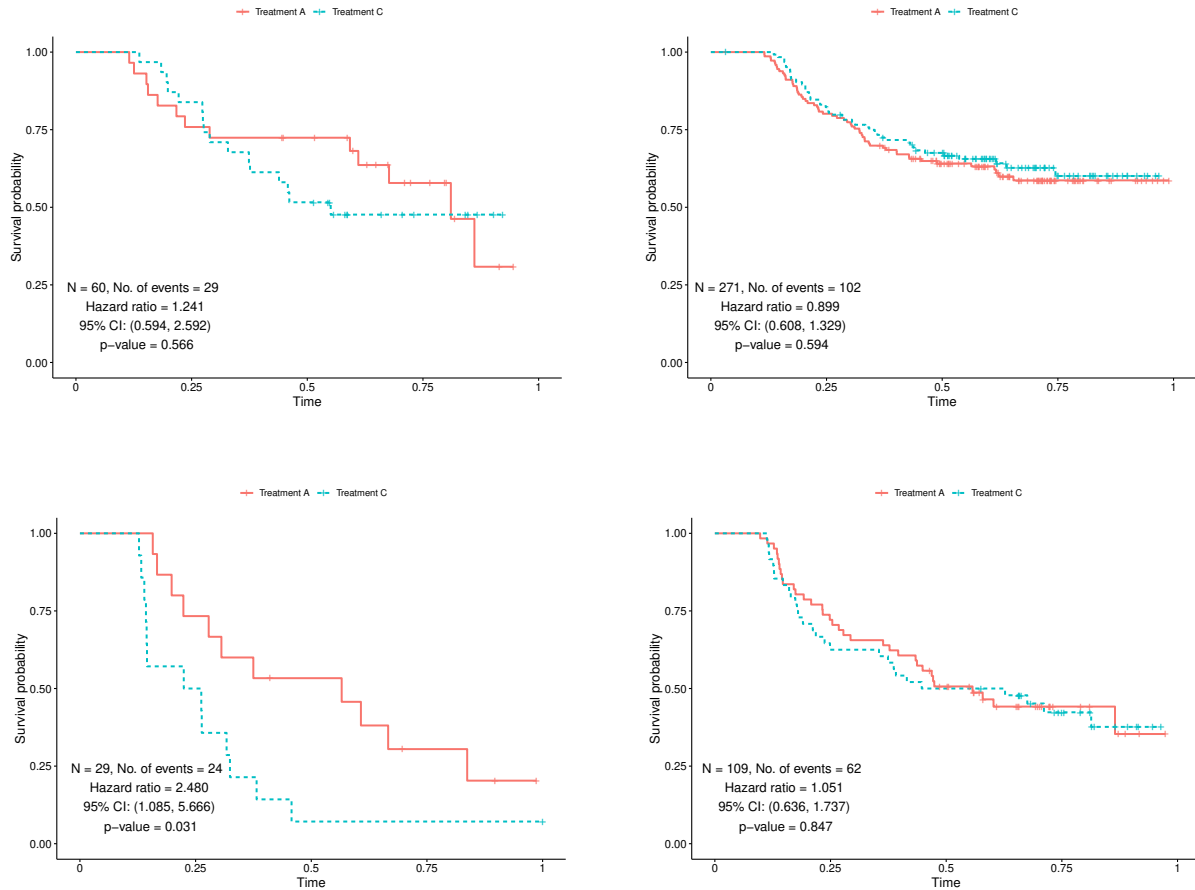 Treatment A Treatment C
Survival probability
1.00
0.75
0.50
0.25
0.00
N = 60, No. of events = 29
Hazard ratio = 1.241
95% CI: (0.594, 2.592)
p−value = 0.566
0 0.25 0.5 0.75 1
Time
Treatment A Treatment C
Survival probability
1.00
0.75
0.50
0.25
0.00
N = 271, No. of events = 102
Hazard ratio = 0.899
95% CI: (0.608, 1.329)
p−value = 0.594
0 0.25 0.5 0.75 1
Time
Treatment A Treatment C
Survival probability
1.00
0.75
0.50
0.25
0.00
N = 29, No. of events = 24
Hazard ratio = 2.480
95% CI: (1.085, 5.666)
p−value = 0.031
0 0.25 0.5 0.75 1
Time
Treatment A Treatment C
Survival probability
1.00
0.75
0.50
0.25
0.00
N = 109, No. of events = 62
Hazard ratio = 1.051
95% CI: (0.636, 1.737)
p−value = 0.847
0 0.25 0.5 0.75 1
Time